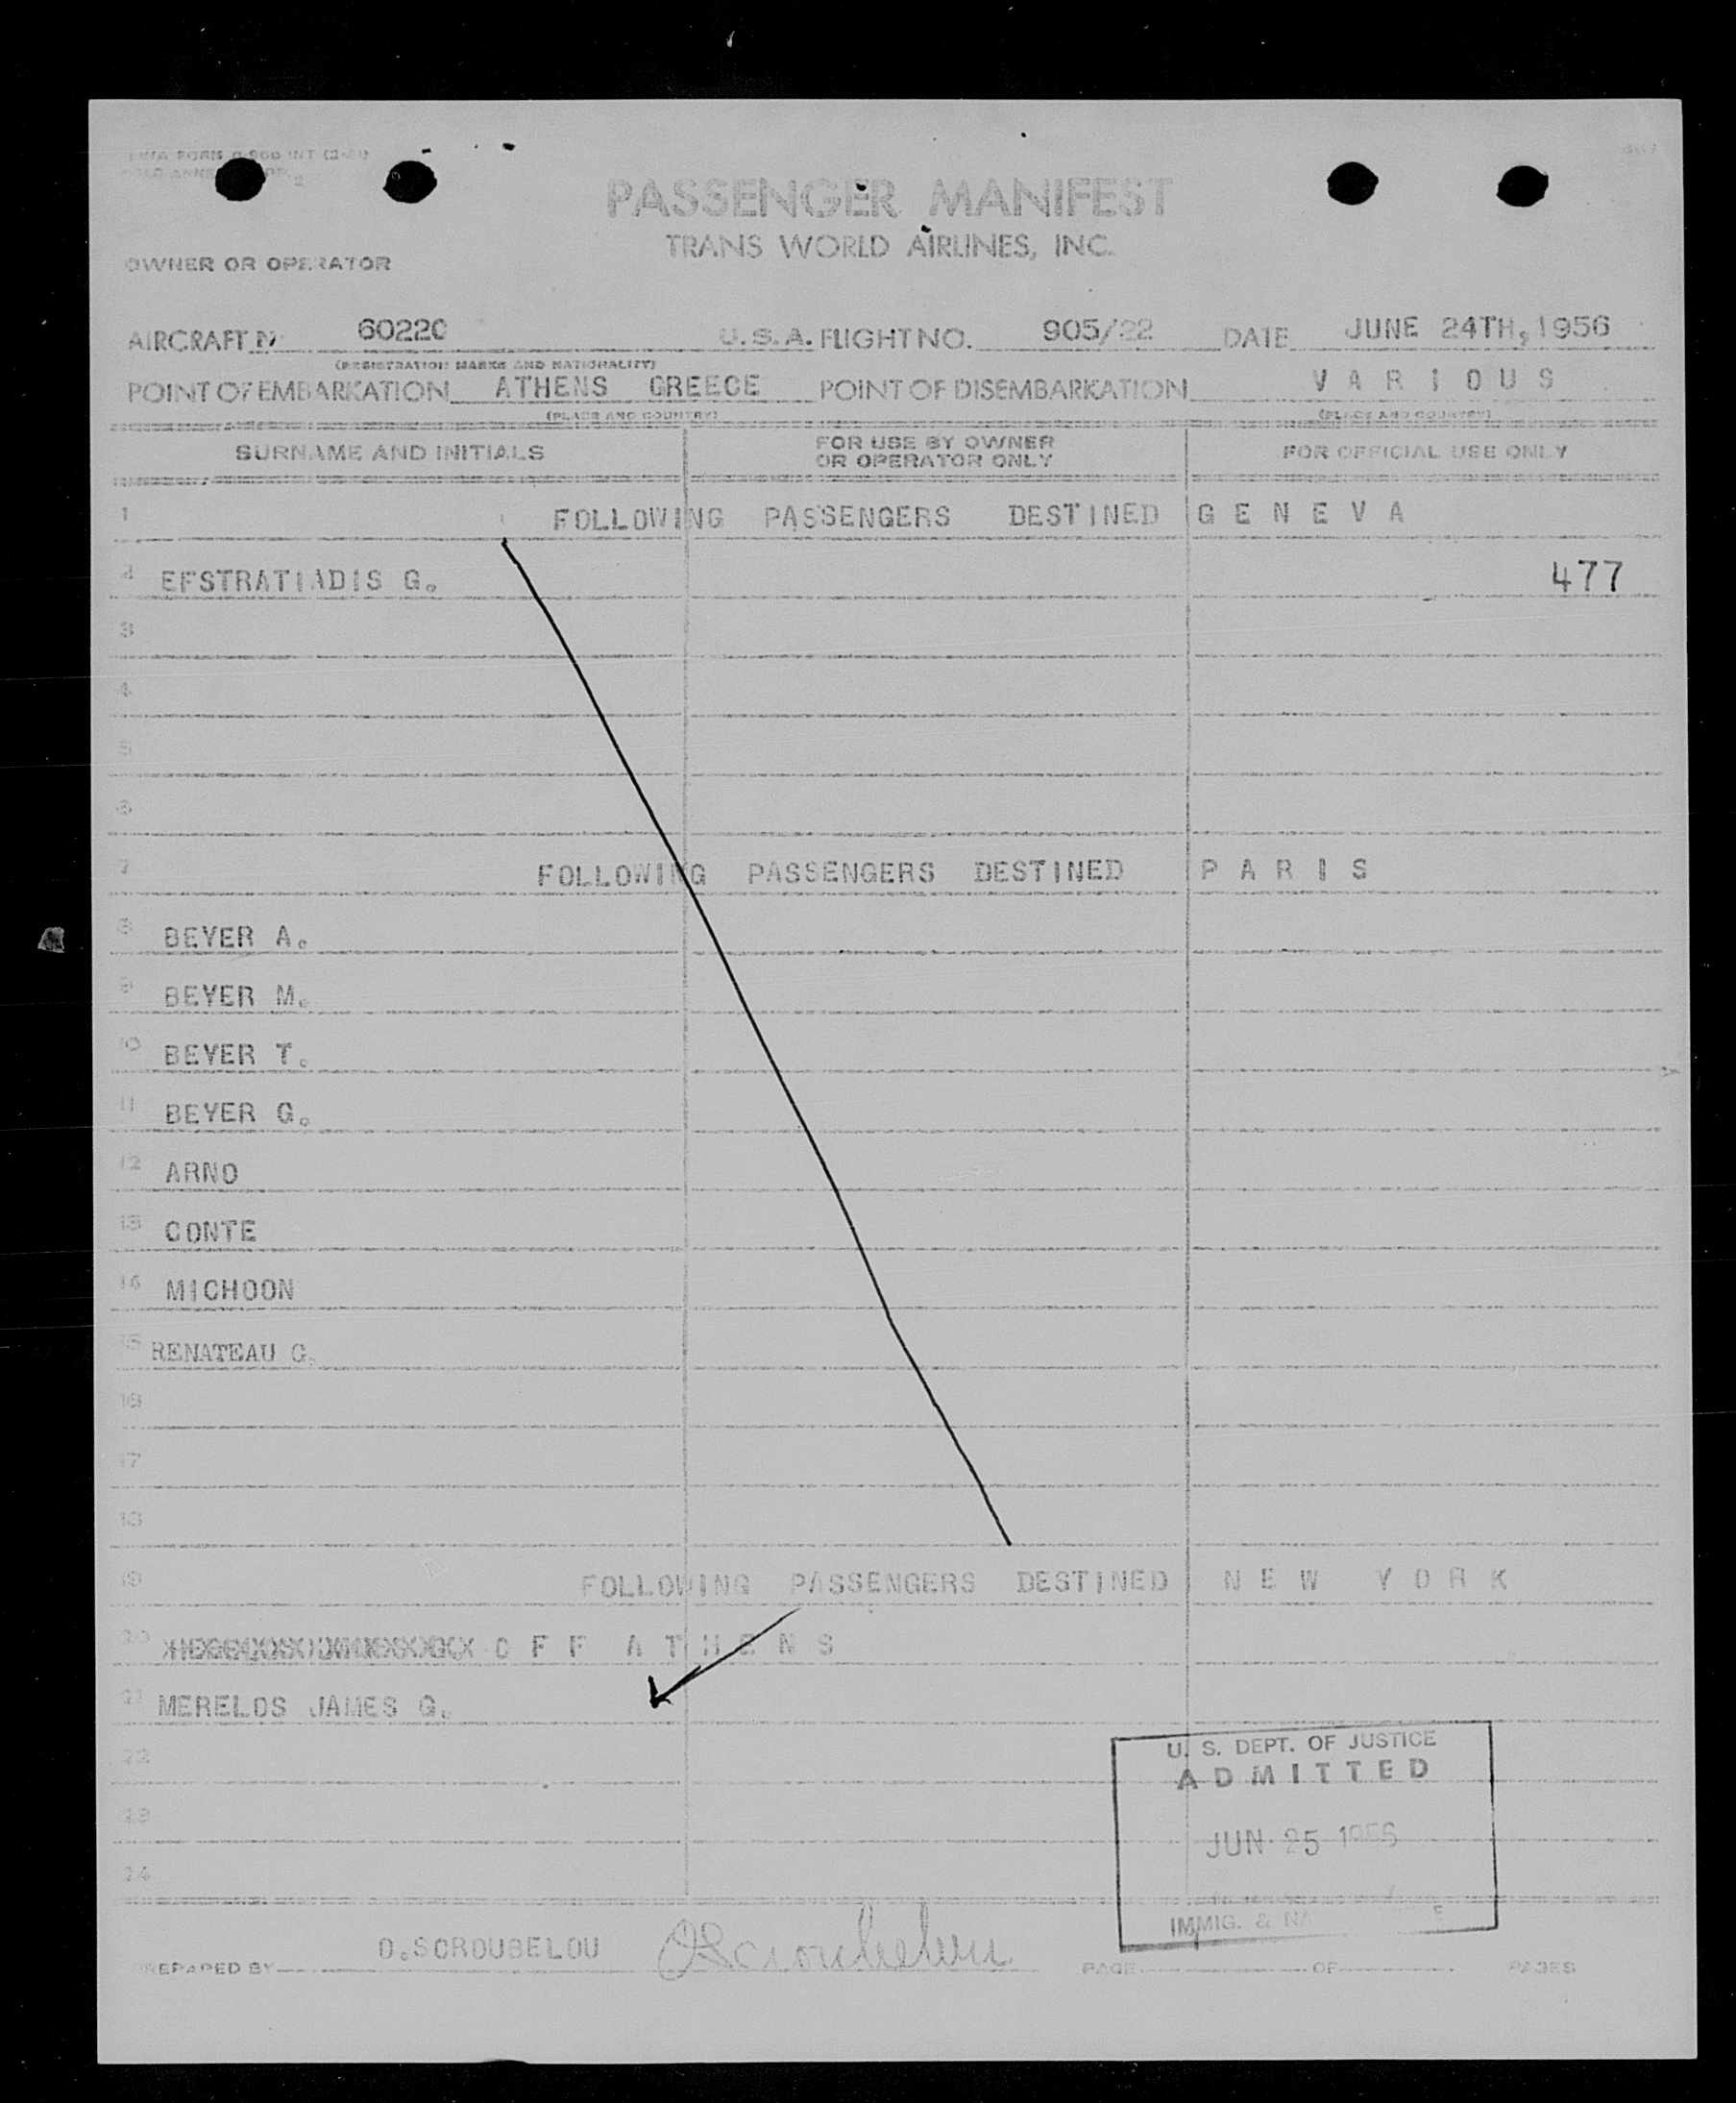 TWA FORM
PASSENGER MANIFEST
TRANS WORLD AIRLINES, INC.
OWNER OR OPERATOR
AIRCRAFT N 6022C U.S.A. FLIGHT NO. 905/22 DATE JUNE 24TH, 1956
(REGISTRATION MARKS AND NATIONALITY)
POINT OF EMBARKATION ATHENS GREECE POINT OF DISEMBARKATION VARIOUS
(PLACE AND COUNTRY) (PLACE AND COUNTRY)
SURNAME AND INITIALS FOR USE BY OWNER OR OPERATOR ONLY FOR OFFICIAL USE ONLY
1 FOLLOWING PASSENGERS DESTINED GENEVA
EFSTRATIADIS G. 477
3
4
5
6
7 FOLLOWING PASSENGERS DESTINED PARIS
8 BEYER A.
9 BEYER M.
10 BEYER T.
11 BEYER G.
12 ARNO
13 CONTE
14 MICHOON
15 RENATEAU G.
16
17
18
19 FOLLOWING PASSENGERS DESTINED NEW YORK
20 OFF ATHENS
21 MERELOS JAMES G.
22
23
24
U. S. DEPT. OF JUSTICE
ADMITTED
JUN 25 1956
IMMIG. &
PREPARED BY O.SCROUBELOU OScroubelou PAGE OF PAGES